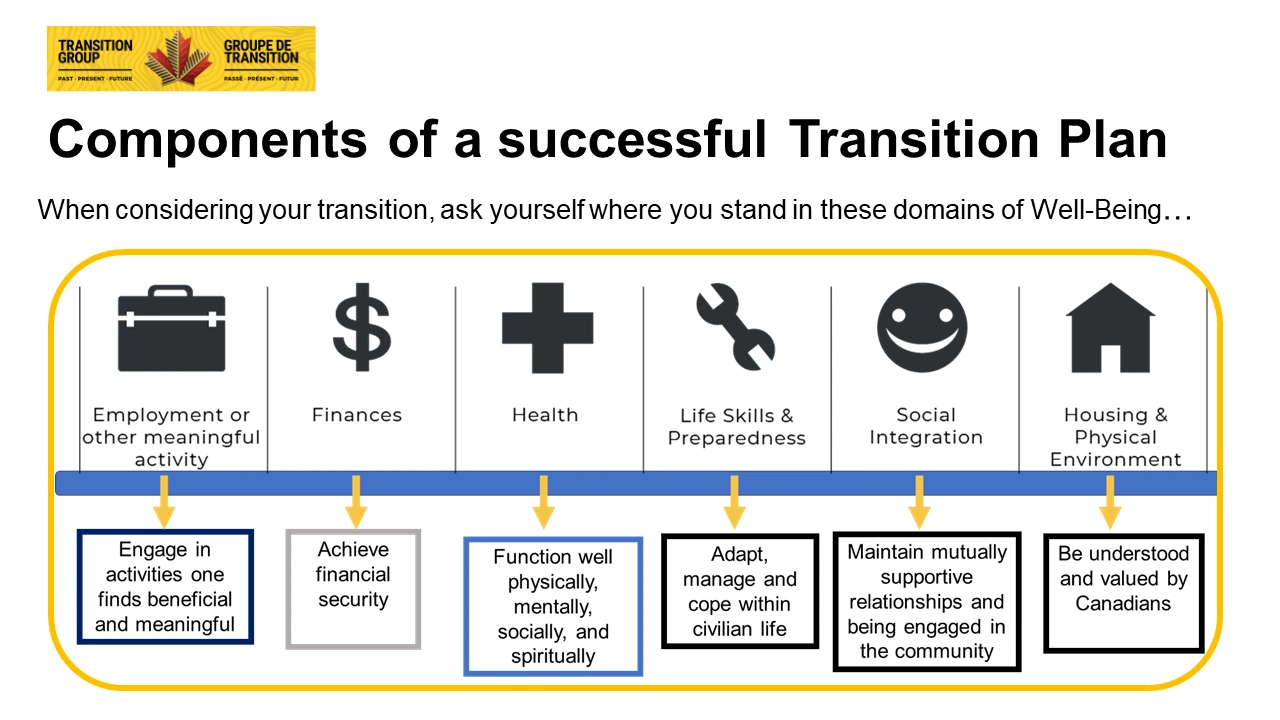 TRANSITION
GROUP
PAST · PRESENT · FUTURE
GROUPE DE
TRANSITION
PASSÉ · PRÉSENT · FUTUR
Components of a successful Transition Plan
When considering your transition, ask yourself where you stand in these domains of Well-Being…
Employment or
other meaningful
activity
Finances
Health
Life Skills &
Preparedness
Social
Integration
Housing &
Physical
Environment
Engage in
activities one
finds beneficial
and meaningful
Achieve
financial
security
Function well
physically,
mentally,
socially, and
spiritually
Adapt,
manage and
cope within
civilian life
Maintain mutually
supportive
relationships and
being engaged in
the community
Be understood
and valued by
Canadians